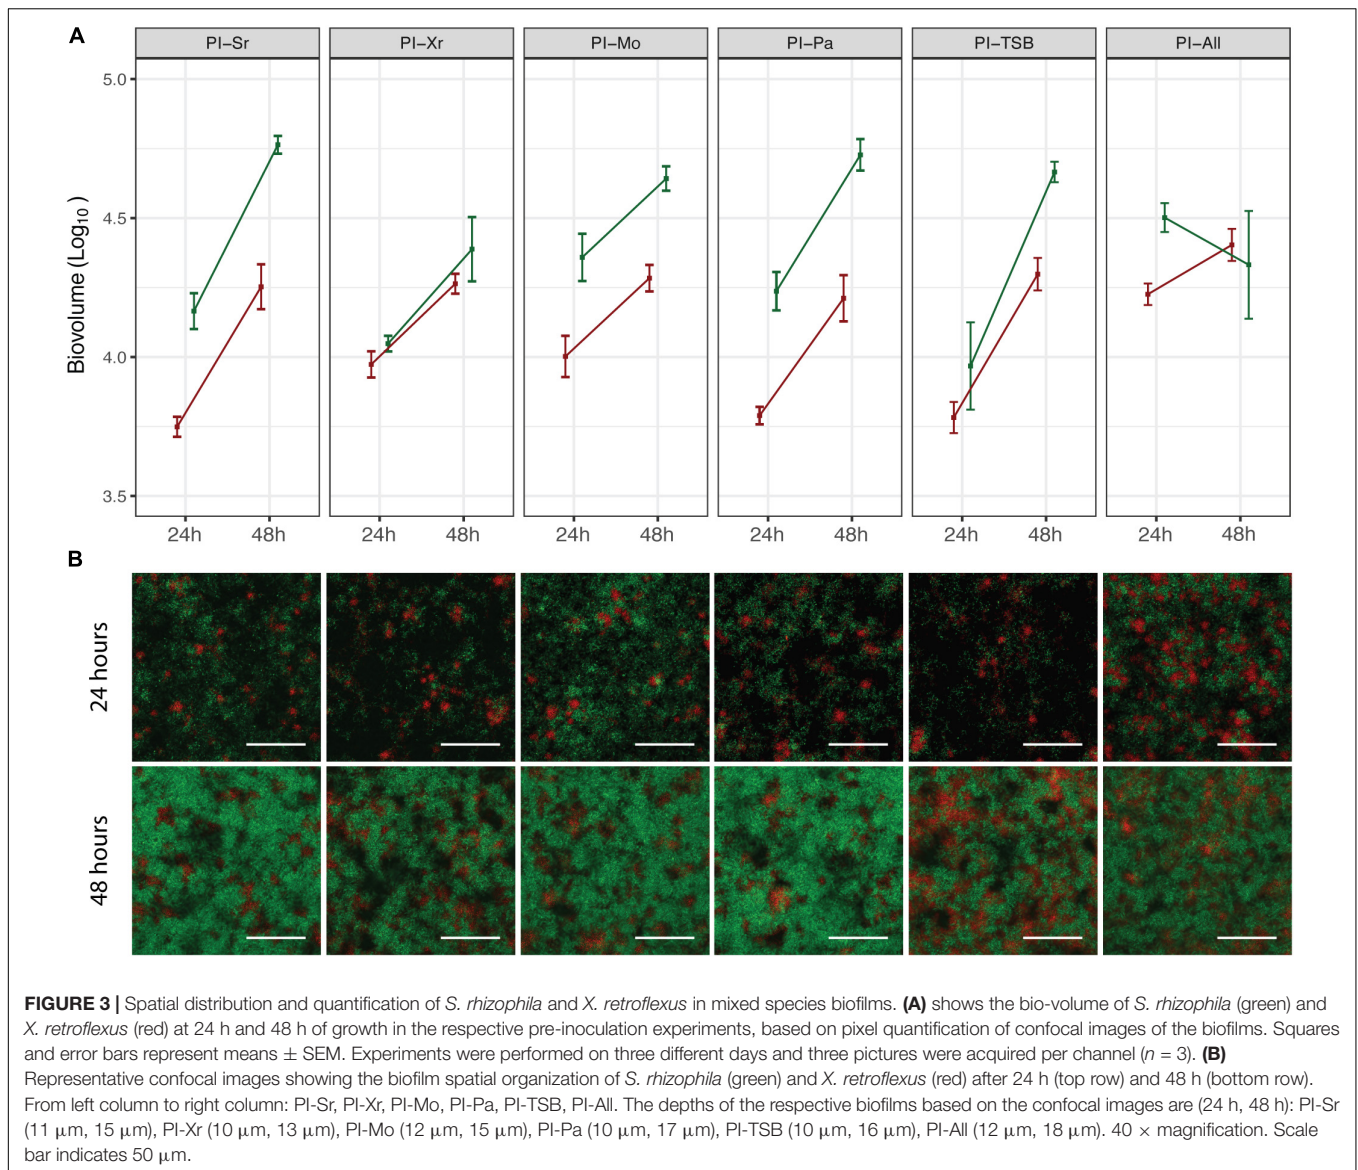 A
PI–Sr PI–Xr PI–Mo PI–Pa PI–TSB PI–All
Biovolume (Log10)
5.0
4.5
4.0
3.5
24h 48h 24h 48h 24h 48h 24h 48h 24h 48h 24h 48h
B
24 hours
48 hours
FIGURE 3 | Spatial distribution and quantification of S. rhizophila and X. retroflexus in mixed species biofilms. (A) shows the bio-volume of S. rhizophila (green) and
X. retroflexus (red) at 24 h and 48 h of growth in the respective pre-inoculation experiments, based on pixel quantification of confocal images of the biofilms. Squares
and error bars represent means ± SEM. Experiments were performed on three different days and three pictures were acquired per channel (n = 3). (B)
Representative confocal images showing the biofilm spatial organization of S. rhizophila (green) and X. retroflexus (red) after 24 h (top row) and 48 h (bottom row).
From left column to right column: PI-Sr, PI-Xr, PI-Mo, PI-Pa, PI-TSB, PI-All. The depths of the respective biofilms based on the confocal images are (24 h, 48 h): PI-Sr
(11 μm, 15 μm), PI-Xr (10 μm, 13 μm), PI-Mo (12 μm, 15 μm), PI-Pa (10 μm, 17 μm), PI-TSB (10 μm, 16 μm), PI-All (12 μm, 18 μm). 40 × magnification. Scale
bar indicates 50 μm.